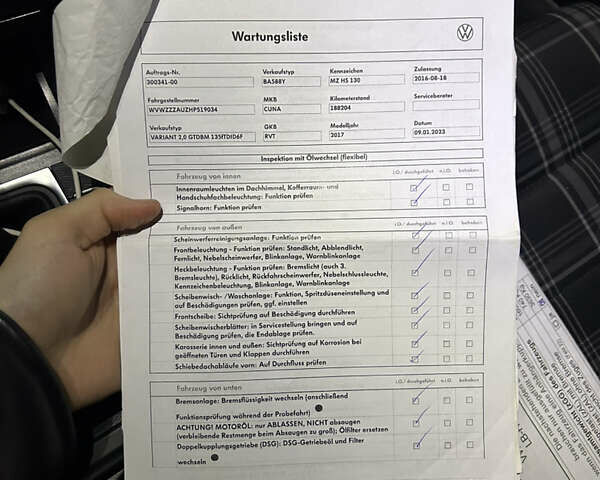 Wartungsliste
Auftrags-Nr. Verkaufstyp Kennzeichen Zulassung
300341-00 BA588Y MZ HS 130 2016-08-18
Fahrgestellnummer MKB Kilometerstand Serviceberater
WVWZZZAUZHP519034 CUNA 188204
Verkaufstyp GKB Modelljahr Datum
VARIANT 2,0 GTDBM 135ITDID6F RVT 2017 09.01.2023
Inspektion mit Ölwechsel (flexibel)
Fahrzeug von innen i.O./ durchgeführt n.i.O. behoben
Innenraumleuchten im Dachhimmel, Kofferraum- und
Handschuhfachbeleuchtung: Funktion prüfen
Signalhorn: Funktion prüfen
Fahrzeug von außen i.O./ durchgeführt n.i.O. behoben
Scheinwerferreinigungsanlage: Funktion prüfen
Frontbeleuchtung - Funktion prüfen: Standlicht, Abblendlicht,
Fernlicht, Nebelscheinwerfer, Blinkanlage, Warnblinkanlage
Heckbeleuchtung - Funktion prüfen: Bremslicht (auch 3.
Bremsleuchte), Rücklicht, Rückfahrscheinwerfer, Nebelschlussleuchte,
Kennzeichenbeleuchtung, Blinkanlage, Warnblinkanlage
Scheibenwisch- /Waschanlage: Funktion, Spritzdüseneinstellung und
auf Beschädigungen prüfen, ggf. einstellen
Frontscheibe: Sichtprüfung auf Beschädigung durchführen
Scheibenwischerblätter: in Servicestellung bringen und auf
Beschädigung prüfen, die Endablage prüfen.
Karosserie innen und außen: Sichtprüfung auf Korrosion bei
geöffneten Türen und Klappen durchführen
Schiebedachabläufe vorn: Auf Durchfluss prüfen
Fahrzeug von unten i.O./ durchgeführt n.i.O. behoben
Bremsanlage: Bremsflüssigkeit wechseln (anschließend
Funktionsprüfung während der Probefahrt)
ACHTUNG! MOTORÖL: nur ABLASSEN, NICHT absaugen
(verbleibende Restmenge beim Absaugen zu groß); Ölfilter ersetzen
Doppelkupplungsgetriebe (DSG): DSG-Getriebeöl und Filter
wechseln